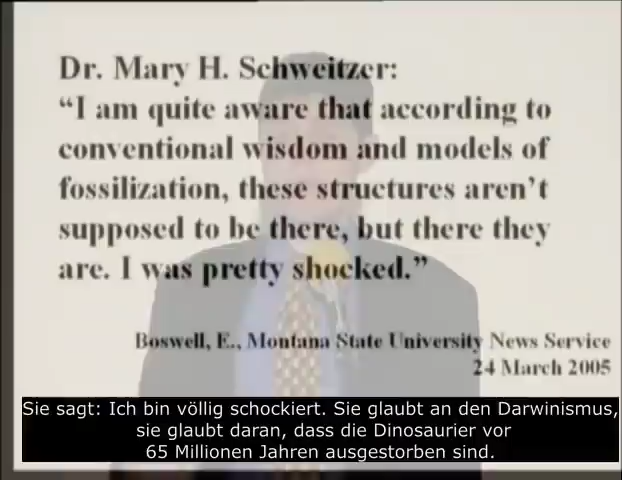 Dr. Mary H. Schweitzer:
“I am quite aware that according to
conventional wisdom and models of
fossilization, these structures aren’t
supposed to be there, but there they
are. I was pretty shocked.”
Boswell, E., Montana State University News Service
24 March 2005
Sie sagt: Ich bin völlig schockiert. Sie glaubt an den Darwinismus,
sie glaubt daran, dass die Dinosaurier vor
65 Millionen Jahren ausgestorben sind.